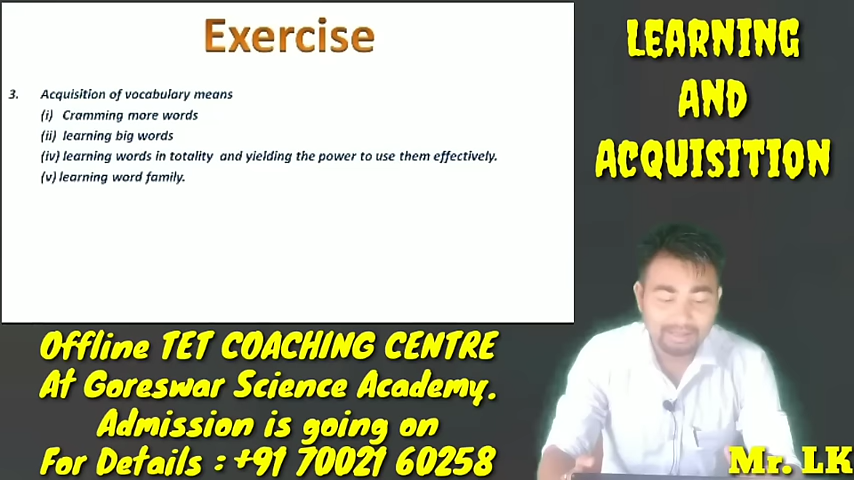 Exercise
3. Acquisition of vocabulary means
(i) Cramming more words
(ii) learning big words
(iv) learning words in totality and yielding the power to use them effectively.
(v) learning word family.
LEARNING
AND
ACQUISITION
Offline TET COACHING CENTRE
At Goreswar Science Academy.
Admission is going on
For Details : +91 70021 60258
Mr. LK